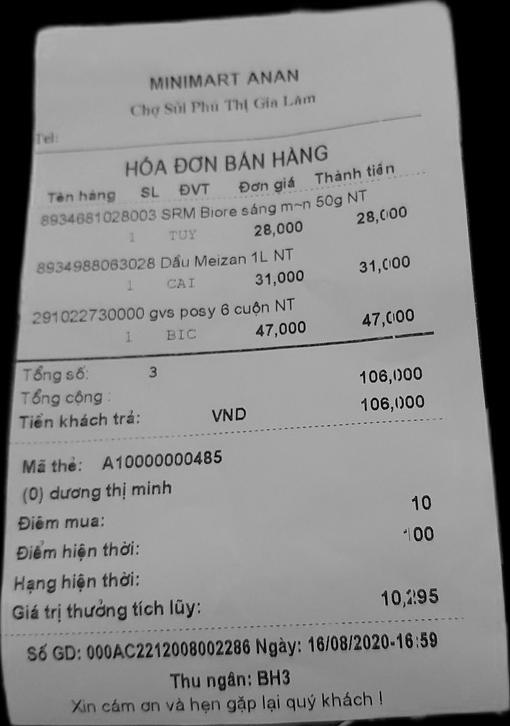 MINIMART ANAN
Chợ Sủi Phú Thị Gia Lâm
Tel:
HÓA ĐƠN BÁN HÀNG
Tên hàng SL ĐVT Đơn giá Thành tiền
8934681028003 SRM Biore sáng m~n 50g NT
1 TUY 28,000 28,000
8934988063028 Dầu Meizan 1L NT
1 CAI 31,000 31,000
291022730000 gvs posy 6 cuộn NT
1 BIC 47,000 47,000
Tổng số: 3
Tổng cộng : 106,000
Tiền khách trả: VND 106,000
Mã thẻ: A10000000485
(0) dương thị minh
Điểm mua: 10
Điểm hiện thời: 100
Hạng hiện thời:
Giá trị thưởng tích lũy: 10,295
Số GD: 000AC2212008002286 Ngày: 16/08/2020-16:59
Thu ngân: BH3
Xin cám ơn và hẹn gặp lại quý khách !